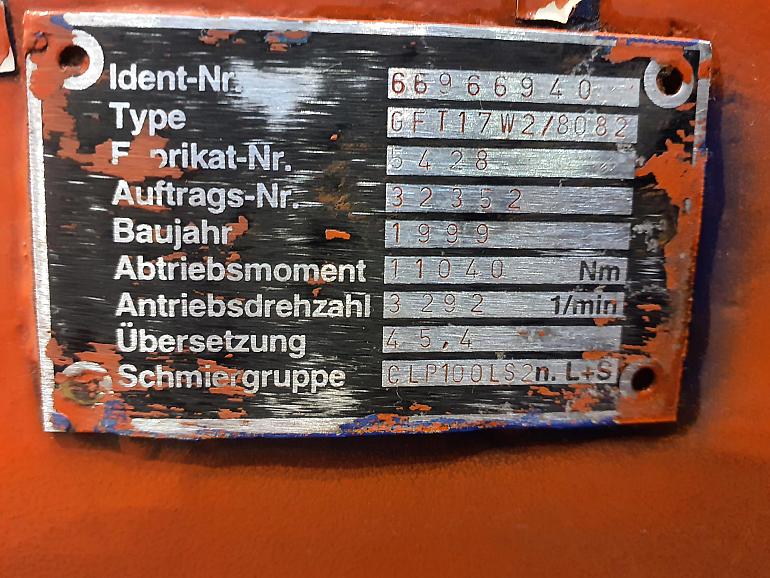 Ident-Nr. 66966940
Type GFT17W2/8082
Fabrikat-Nr. 5428
Auftrags-Nr. 32352
Baujahr 1999
Abtriebsmoment 11040 Nm
Antriebsdrehzahl 3292 1/min
Übersetzung 45,4
Schmiergruppe CLP100LS2n. L+S